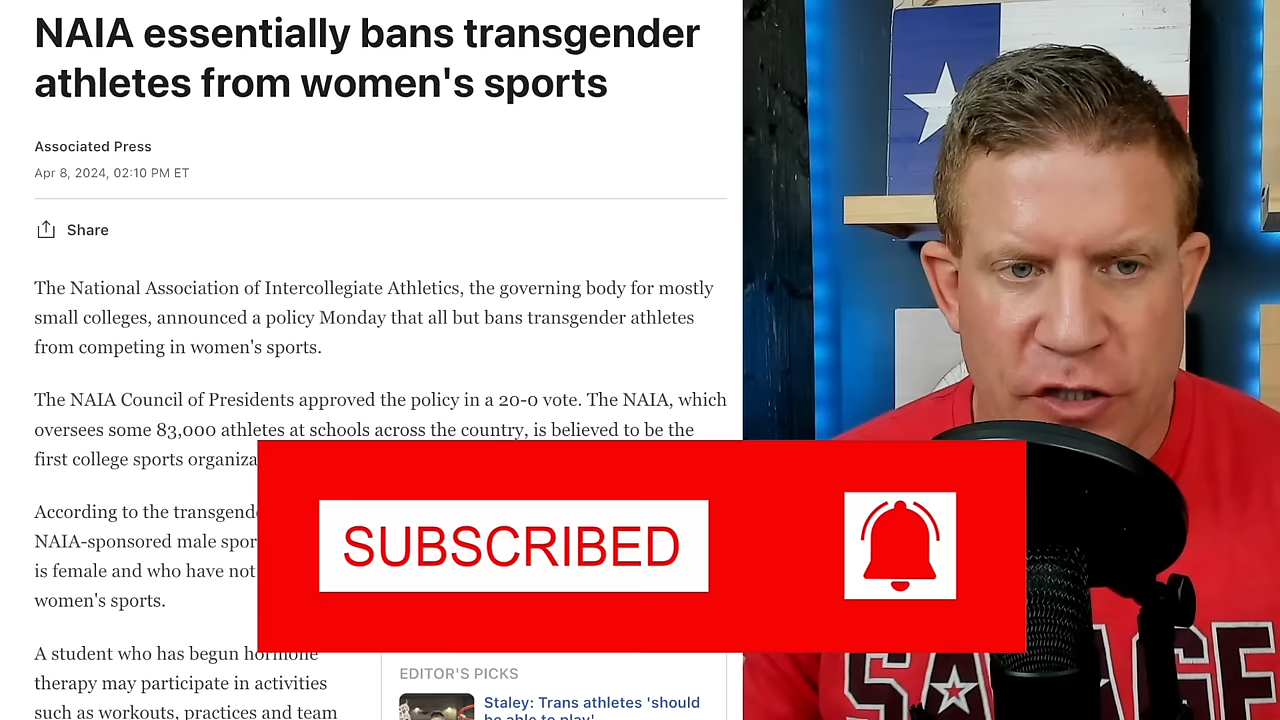 NAIA essentially bans transgender
athletes from women's sports
Associated Press
Apr 8, 2024, 02:10 PM ET
Share
The National Association of Intercollegiate Athletics, the governing body for mostly
small colleges, announced a policy Monday that all but bans transgender athletes
from competing in women's sports.
The NAIA Council of Presidents approved the policy in a 20-0 vote. The NAIA, which
oversees some 83,000 athletes at schools across the country, is believed to be the
first college sports
According to the
NAIA-sponsored male
is female and who have not
women's sports.
A student who has begun hormone
therapy may participate in activities
such as workouts, practices and team
SUBSCRIBED
EDITOR'S PICKS
Staley: Trans athletes 'should
be able to play'